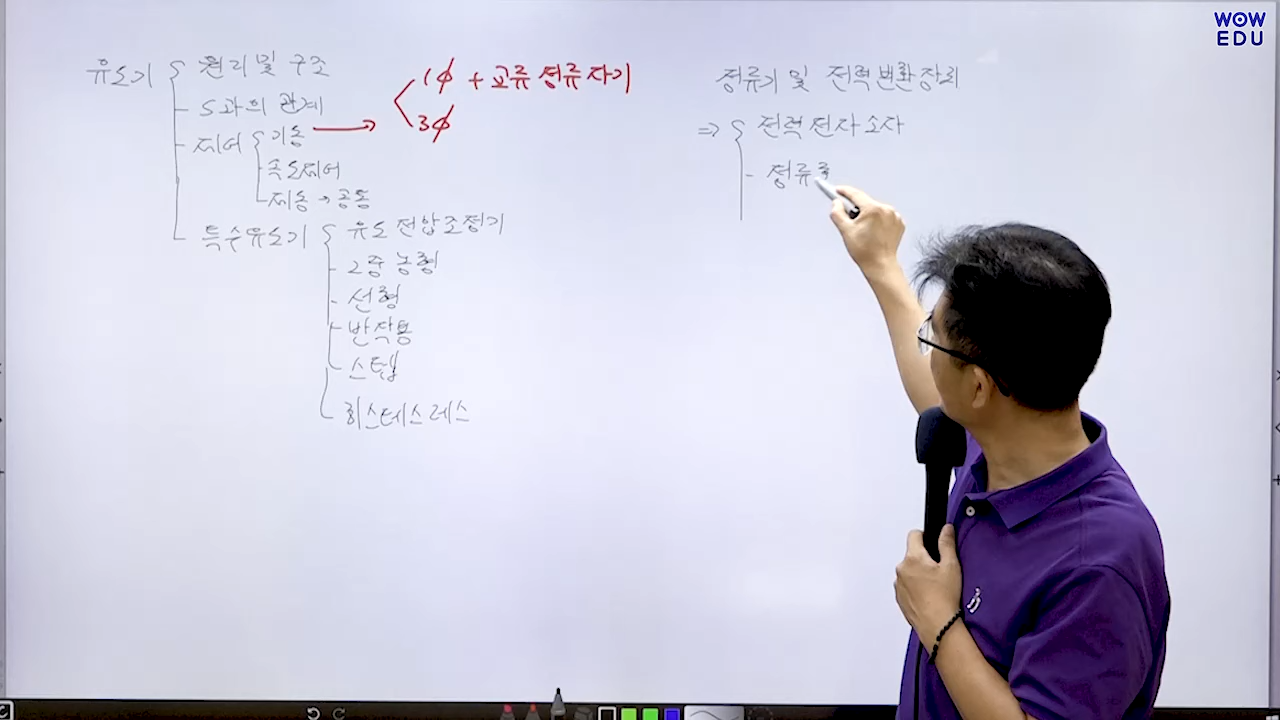 WOW
EDU
유도기 원리 및 구조
S과의 관계
제어 기동
속도제어
제동 → 공통
1ϕ + 교류 정류자기
3ϕ
특수유도기 유도전압조정기
2중 농형
선형
반작용
스텝
히스테스레스
정류기 및 전력변환장치
⇒ 전력전자소자
정류